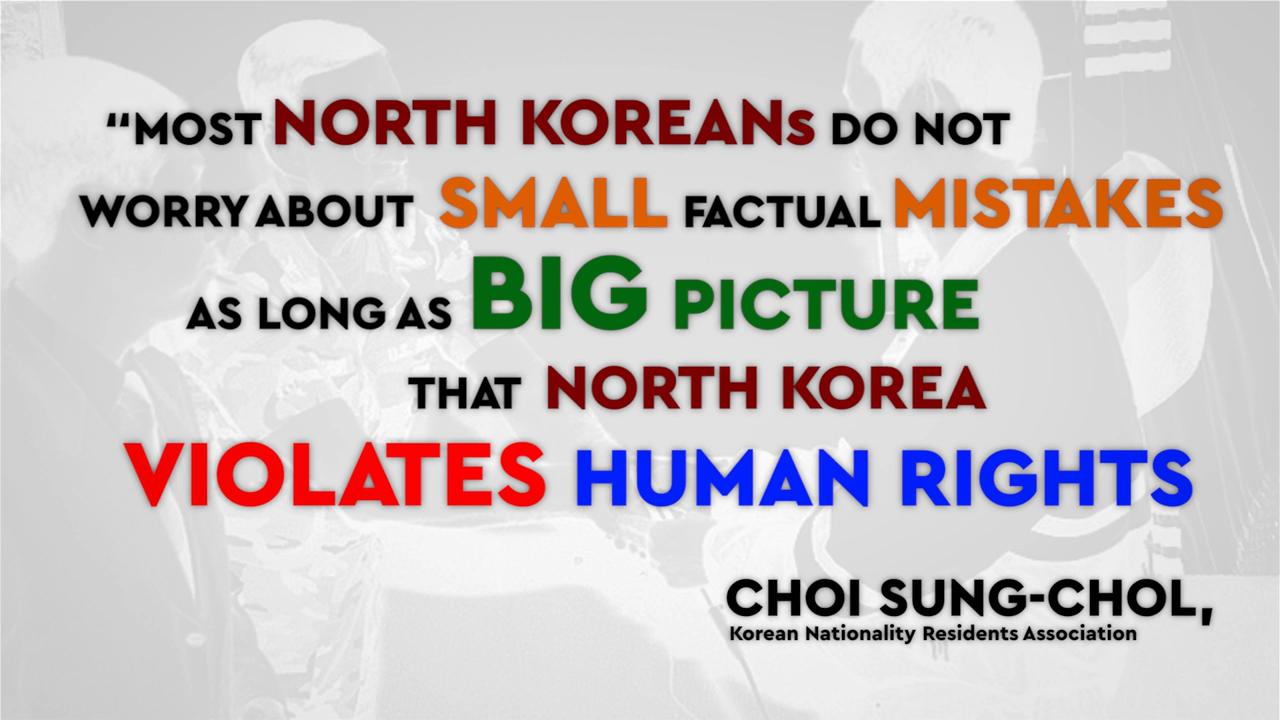 “MOST NORTH KOREANs DO NOT
WORRY ABOUT SMALL FACTUAL MISTAKES
AS LONG AS BIG PICTURE
THAT NORTH KOREA
VIOLATES HUMAN RIGHTS
CHOI SUNG-CHOL,
Korean Nationality Residents Association